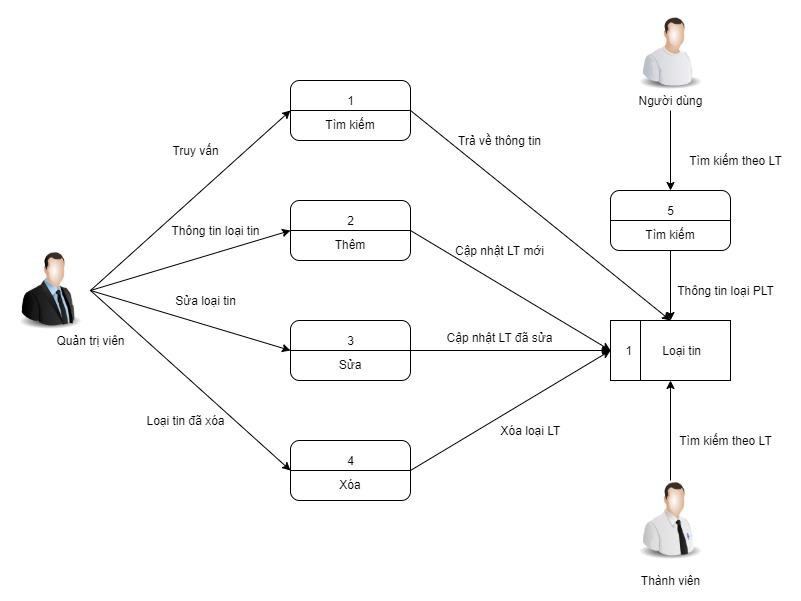 Người dùng
1
Tìm kiếm
Trả về thông tin
Truy vấn
Tìm kiếm theo LT
5
Tìm kiếm
2
Thêm
Thông tin loại tin
Cập nhật LT mới
Thông tin loại PLT
Sửa loại tin
Quản trị viên
3
Sửa
Cập nhật LT đã sửa
1
Loại tin
Loại tin đã xóa
Xóa loại LT
Tìm kiếm theo LT
4
Xóa
Thành viên